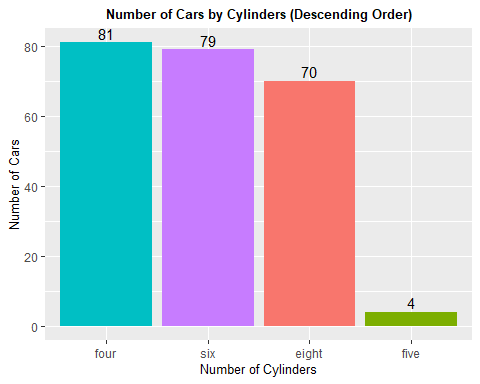 Number of Cars by Cylinders (Descending Order)
81
79
70
4
80
60
40
20
0
Number of Cars
four
six
eight
five
Number of Cylinders